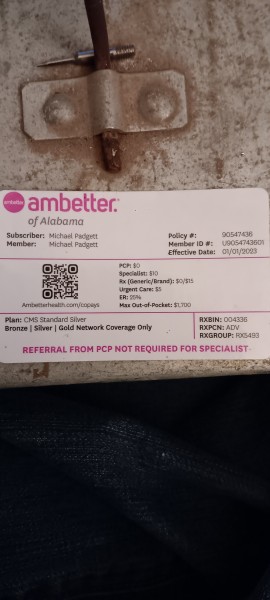 ambetter ambetter.
of Alabama
Subscriber: Michael Padgett
Member: Michael Padgett
Policy #: 90547436
Member ID #: U9054743601
Effective Date: 01/01/2023
Ambetterhealth.com/copays
PCP: $0
Specialist: $10
Rx (Generic/Brand): $0/$15
Urgent Care: $5
ER: 25%
Max Out-of-Pocket: $1,700
Plan: CMS Standard Silver
Bronze | Silver | Gold Network Coverage Only
RXBIN: 004336
RXPCN: ADV
RXGROUP: RX5493
REFERRAL FROM PCP NOT REQUIRED FOR SPECIALIST